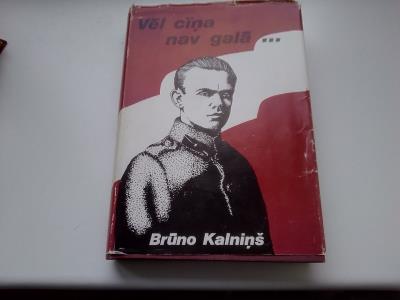 Vēl cīņa
nav galā ...
Brūno Kalniņš